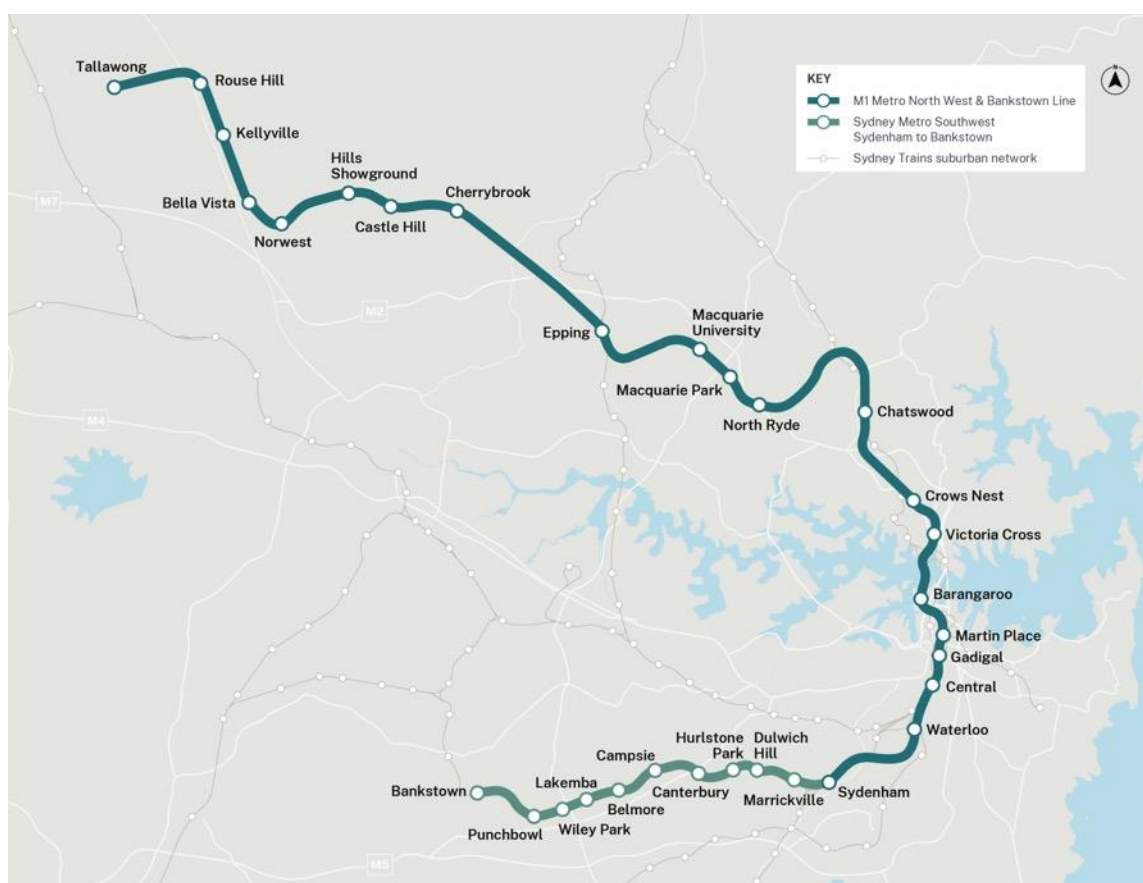 Tallawong
Rouse Hill
Kellyville
Bella Vista
Norwest
Hills
Showground
Castle Hill
Cherrybrook
Epping
Macquarie
University
Macquarie Park
North Ryde
Chatswood
Crows Nest
Victoria Cross
Barangaroo
Martin Place
Gadigal
Central
Waterloo
Sydenham
Marrickville
Dulwich
Hill
Hurlstone
Park
Canterbury
Campsie
Belmore
Lakemba
Wiley Park
Punchbowl
Bankstown
M7
M2
M4
M5
KEY
M1 Metro North West & Bankstown Line
Sydney Metro Southwest
Sydenham to Bankstown
Sydney Trains suburban network
N